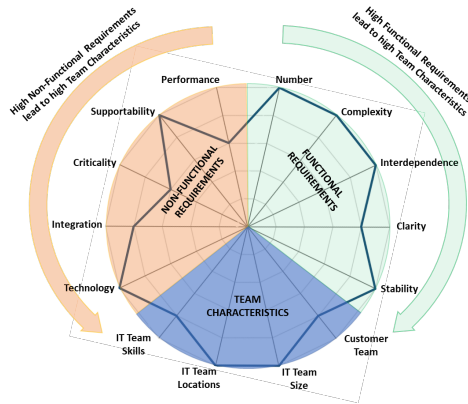 High Non-Functional Requirements
lead to high Team Characteristics
High Functional Requirements
lead to high Team Characteristics
Performance
Number
Supportability
Complexity
Criticality
Interdependence
NON-FUNCTIONAL
REQUIREMENTS
FUNCTIONAL
REQUIREMENTS
Integration
Clarity
Technology
Stability
TEAM
CHARACTERISTICS
IT Team
Skills
Customer
Team
IT Team
Locations
IT Team
Size